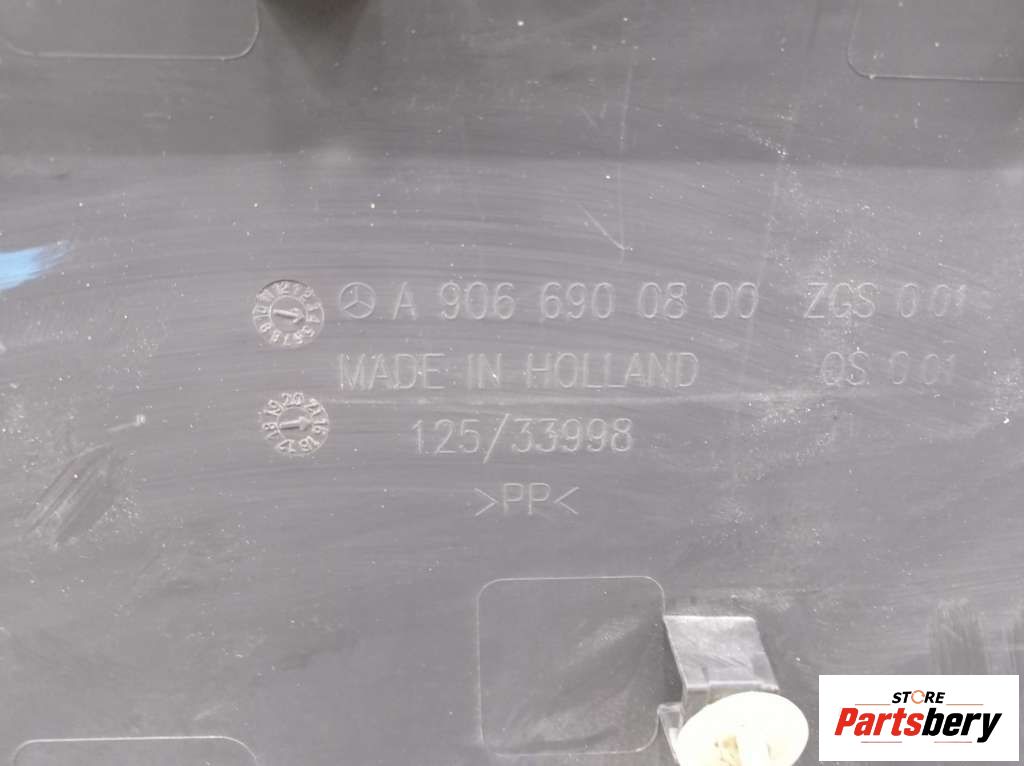 A 906 690 08 00 ZGS 001
MADE IN HOLLAND QS 001
125/33998
>PP<
STORE
Partsbery